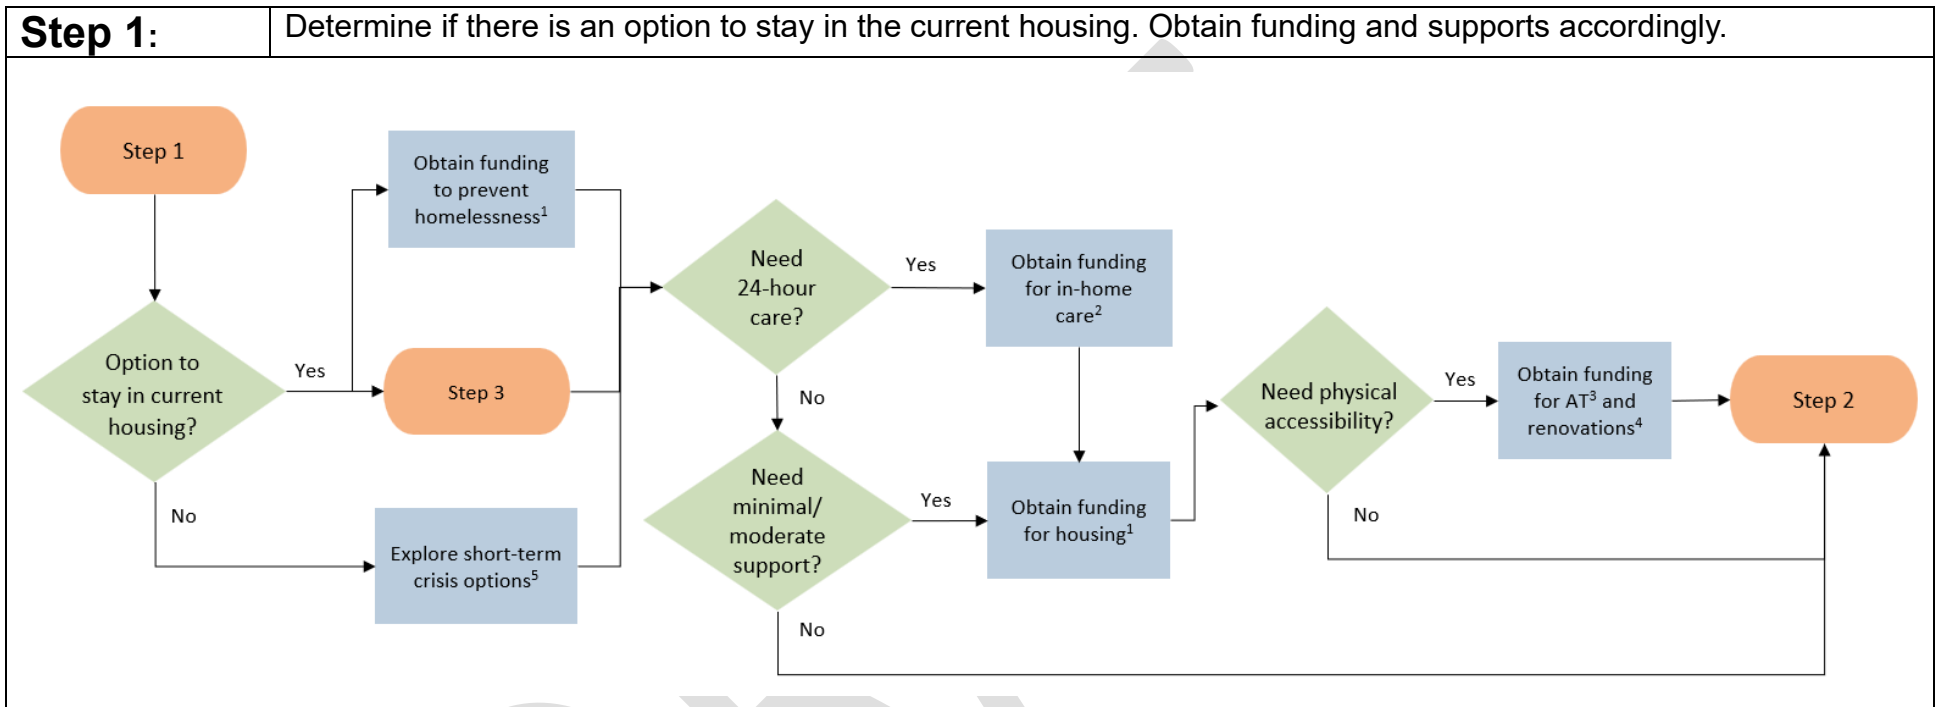 Step 1:
Determine if there is an option to stay in the current housing. Obtain funding and supports accordingly.
Step 1
Option to
stay in current
housing?
Yes
No
Obtain funding
to prevent
homelessness¹
Step 3
Explore short-term
crisis options⁵
Need
24-hour
care?
Yes
No
Need
minimal/
moderate
support?
Yes
No
Obtain funding
for in-home
care²
Obtain funding
for housing¹
Need physical
accessibility?
Yes
No
Obtain funding
for AT³ and
renovations⁴
Step 2